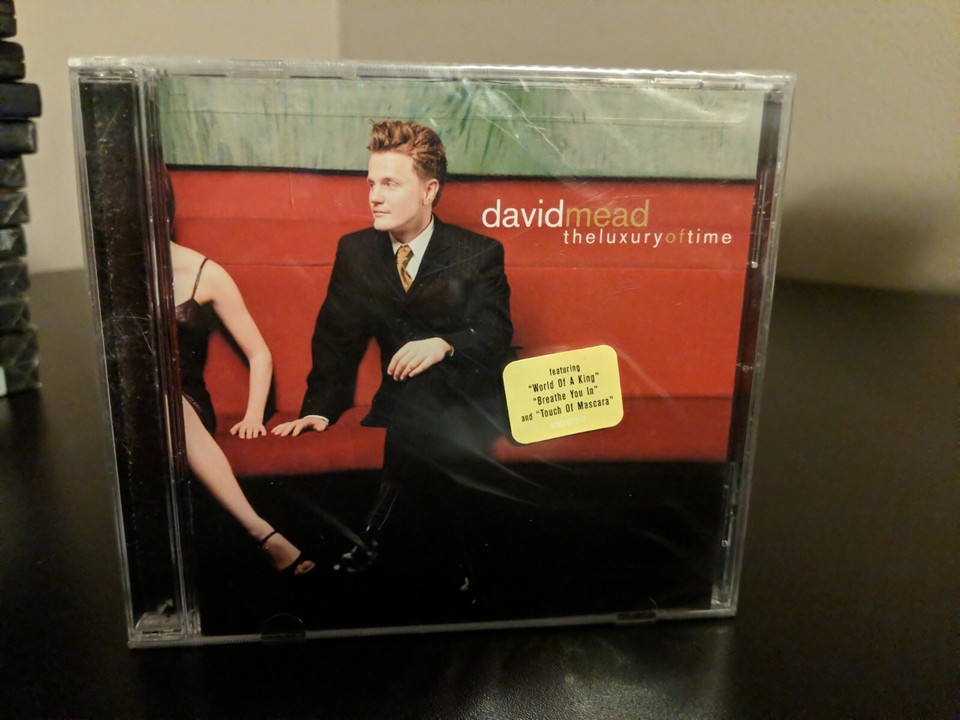 davidmead
theluxuryoftime
featuring
"World Of A King"
"Breathe You In"
and "Touch Of Mascara"